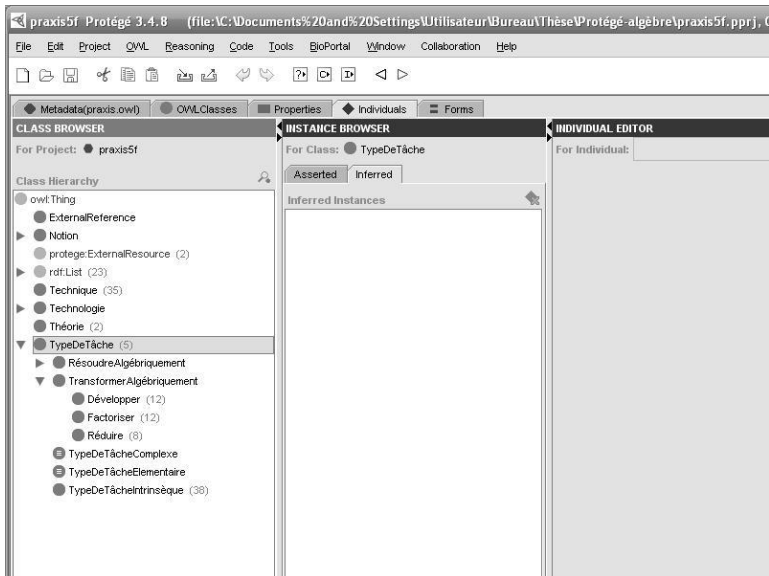 praxis5f Protégé 3.4.8 (file:\C:\Documents%20and%20Settings\Utilisateur\Bureau\Thèse\Protégé-algèbre\praxis5f.pprj,
File Edit Project OWL Reasoning Code Tools BioPortal Window Collaboration Help
Metadata(praxis.owl) OWLClasses Properties Individuals Forms
CLASS BROWSER
For Project: praxis5f
Class Hierarchy
owl:Thing
ExternalReference
Notion
protege:ExternalResource (2)
rdf:List (23)
Technique (35)
Technologie
Théorie (2)
TypeDeTâche (5)
RésoudreAlgébriquement
TransformerAlgébriquement
Développer (12)
Factoriser (12)
Réduire (8)
TypeDeTâcheComplexe
TypeDeTâcheElementaire
TypeDeTâcheIntrinsèque (38)
INSTANCE BROWSER
For Class: TypeDeTâche
Asserted Inferred
Inferred Instances
INDIVIDUAL EDITOR
For Individual: